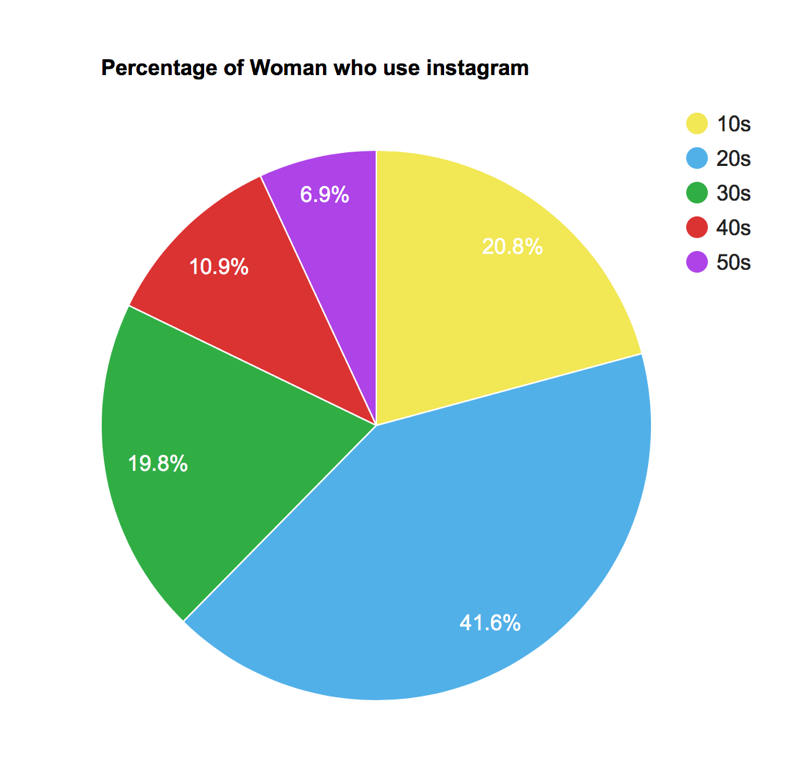 Percentage of Woman who use instagram
10s
20s
30s
40s
50s
6.9%
20.8%
10.9%
19.8%
41.6%